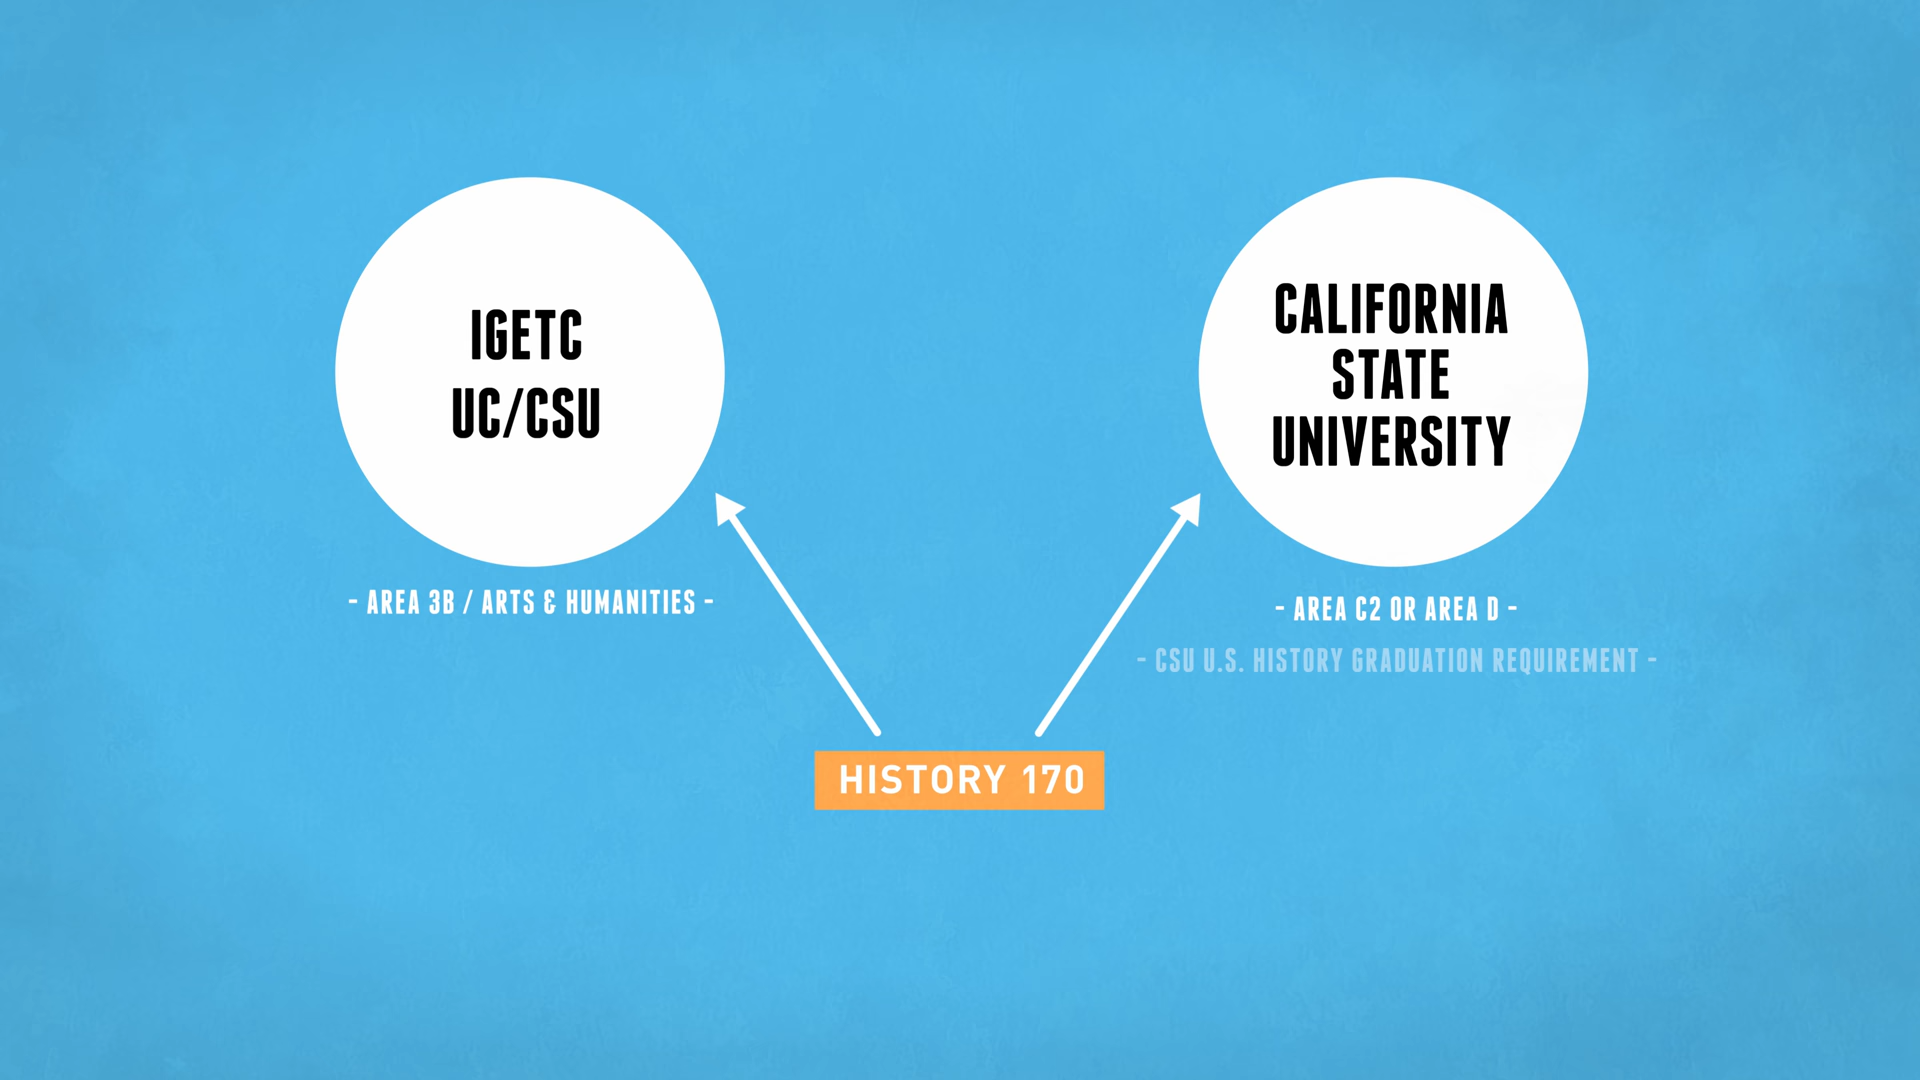 IGETC
UC/CSU
- AREA 3B / ARTS & HUMANITIES -
CALIFORNIA
STATE
UNIVERSITY
- AREA C2 OR AREA D -
- CSU U.S. HISTORY GRADUATION REQUIREMENT -
HISTORY 170